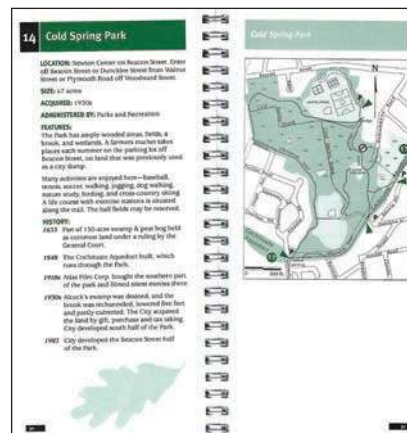 14 Cold Spring Park
LOCATION: Newton Center on Beacon Street. Enter
off Beacon Street or Duncklee Street from Walnut
Street or Plymouth Road off Woodward Street.
SIZE: 67 acres
ACQUIRED: 1930s
ADMINISTERED BY: Parks and Recreation
FEATURES:
The Park has amply wooded areas, fields, a
brook, and wetlands. A farmers market takes
places each summer on the parking lot off
Beacon Street, on land that was previously used
as a city dump.
Many activities are enjoyed here—baseball,
tennis, soccer, walking, jogging, dog walking,
nature study, birding, and cross-country skiing.
A life course with exercise stations is situated
along the trail. The ball fields may be reserved.
HISTORY:
1633 Part of 130-acre swamp & peat bog held
as common land under a ruling by the
General Court.
1848 The Cochituate Aqueduct built, which
runs through the Park.
Atlas Film Corp. bought the southern part
of the park and filmed silent movies there.
1930s Alcock's swamp was drained, and the
brook was rechanneled, lowered five feet
and partly culverted. The City acquired
the land by gift, purchase and tax taking.
City developed south half of the Park.
City developed the Beacon Street half
of the Park.
Cold Spring Park
N
P